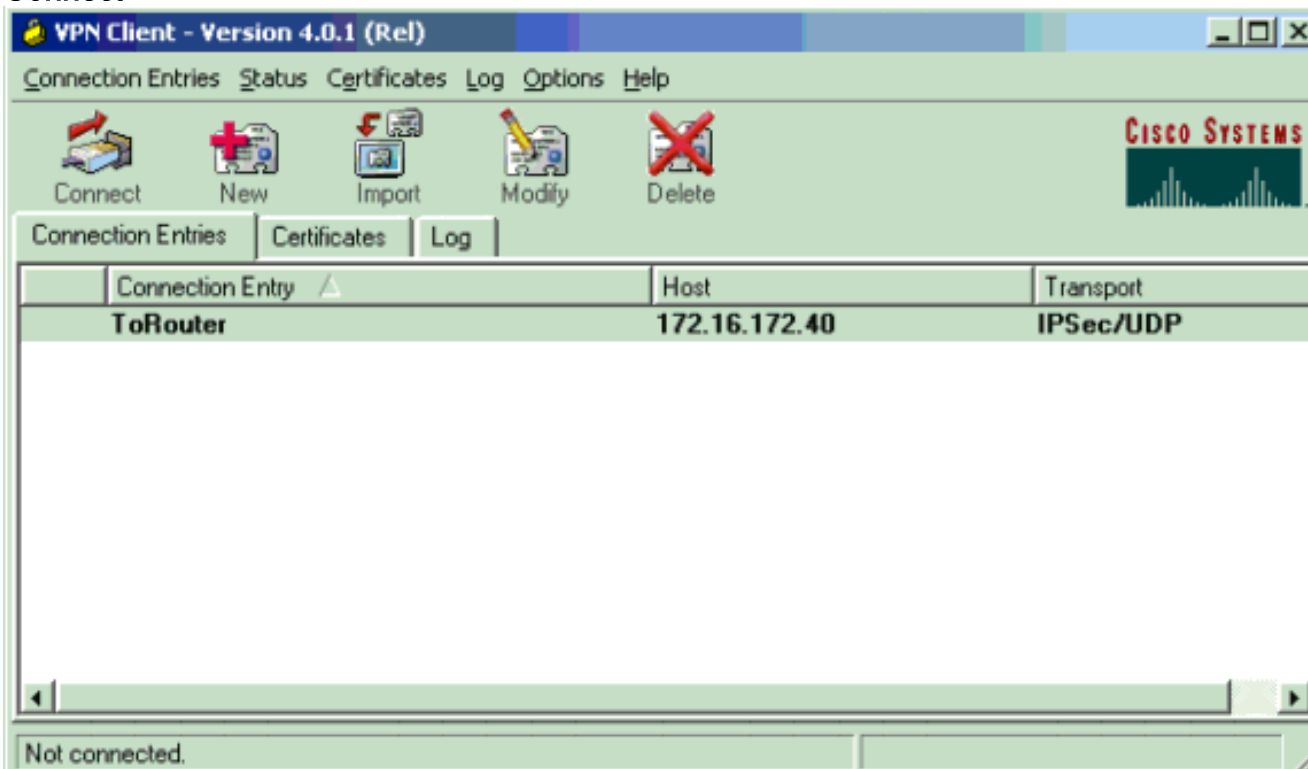 VPN Client - Version 4.0.1 (Rel)
Connection Entries Status Certificates Log Options Help
Connect New Import Modify Delete
CISCO SYSTEMS
Connection Entries Certificates Log
Connection Entry Host Transport
ToRouter 172.16.172.40 IPSec/UDP
Not connected.